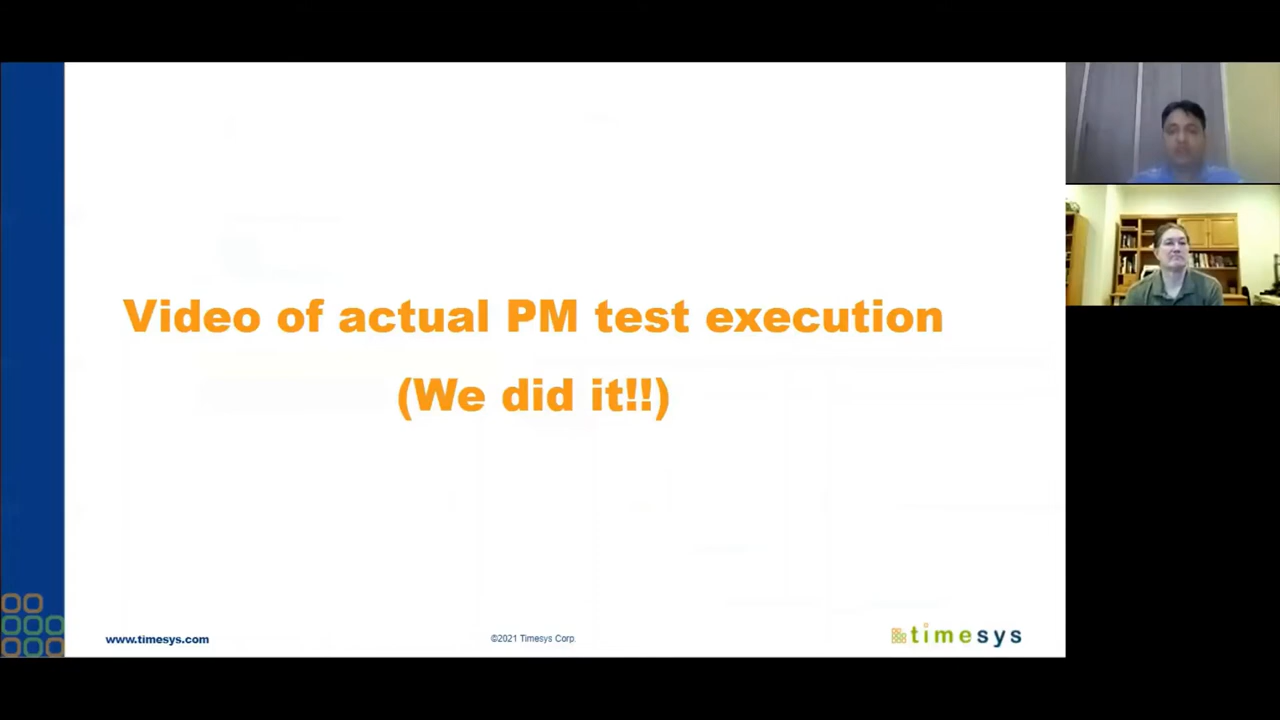 Video of actual PM test execution
(We did it!!)
www.timesys.com
©2021 Timesys Corp.
timesys